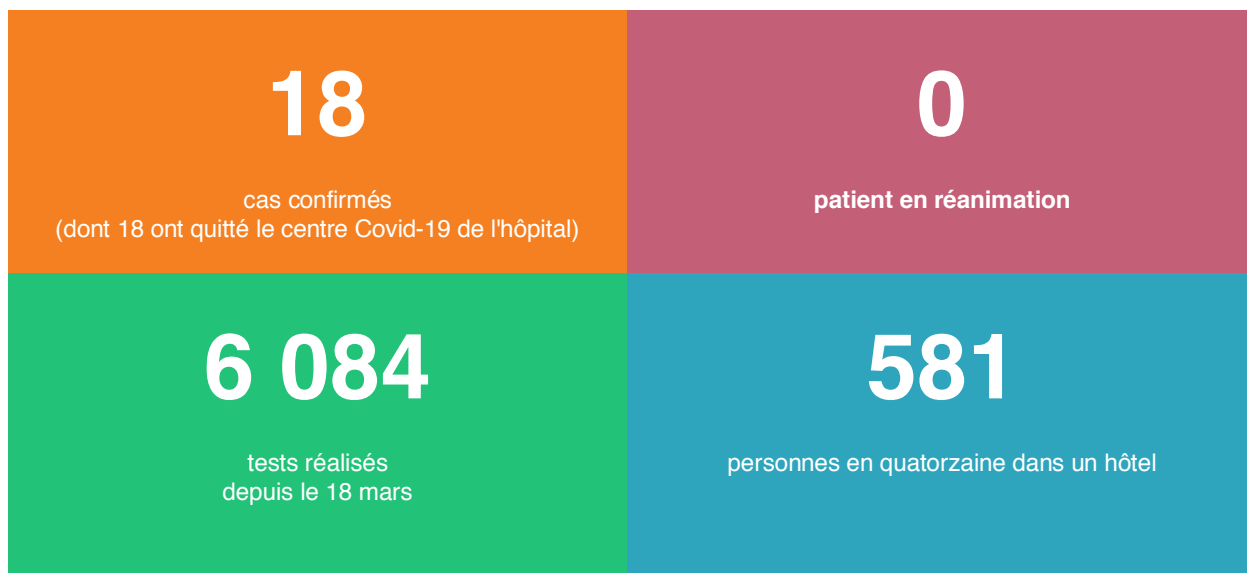 18
cas confirmés
(dont 18 ont quitté le centre Covid-19 de l'hôpital)
0
patient en réanimation
6 084
tests réalisés
depuis le 18 mars
581
personnes en quatorzaine dans un hôtel